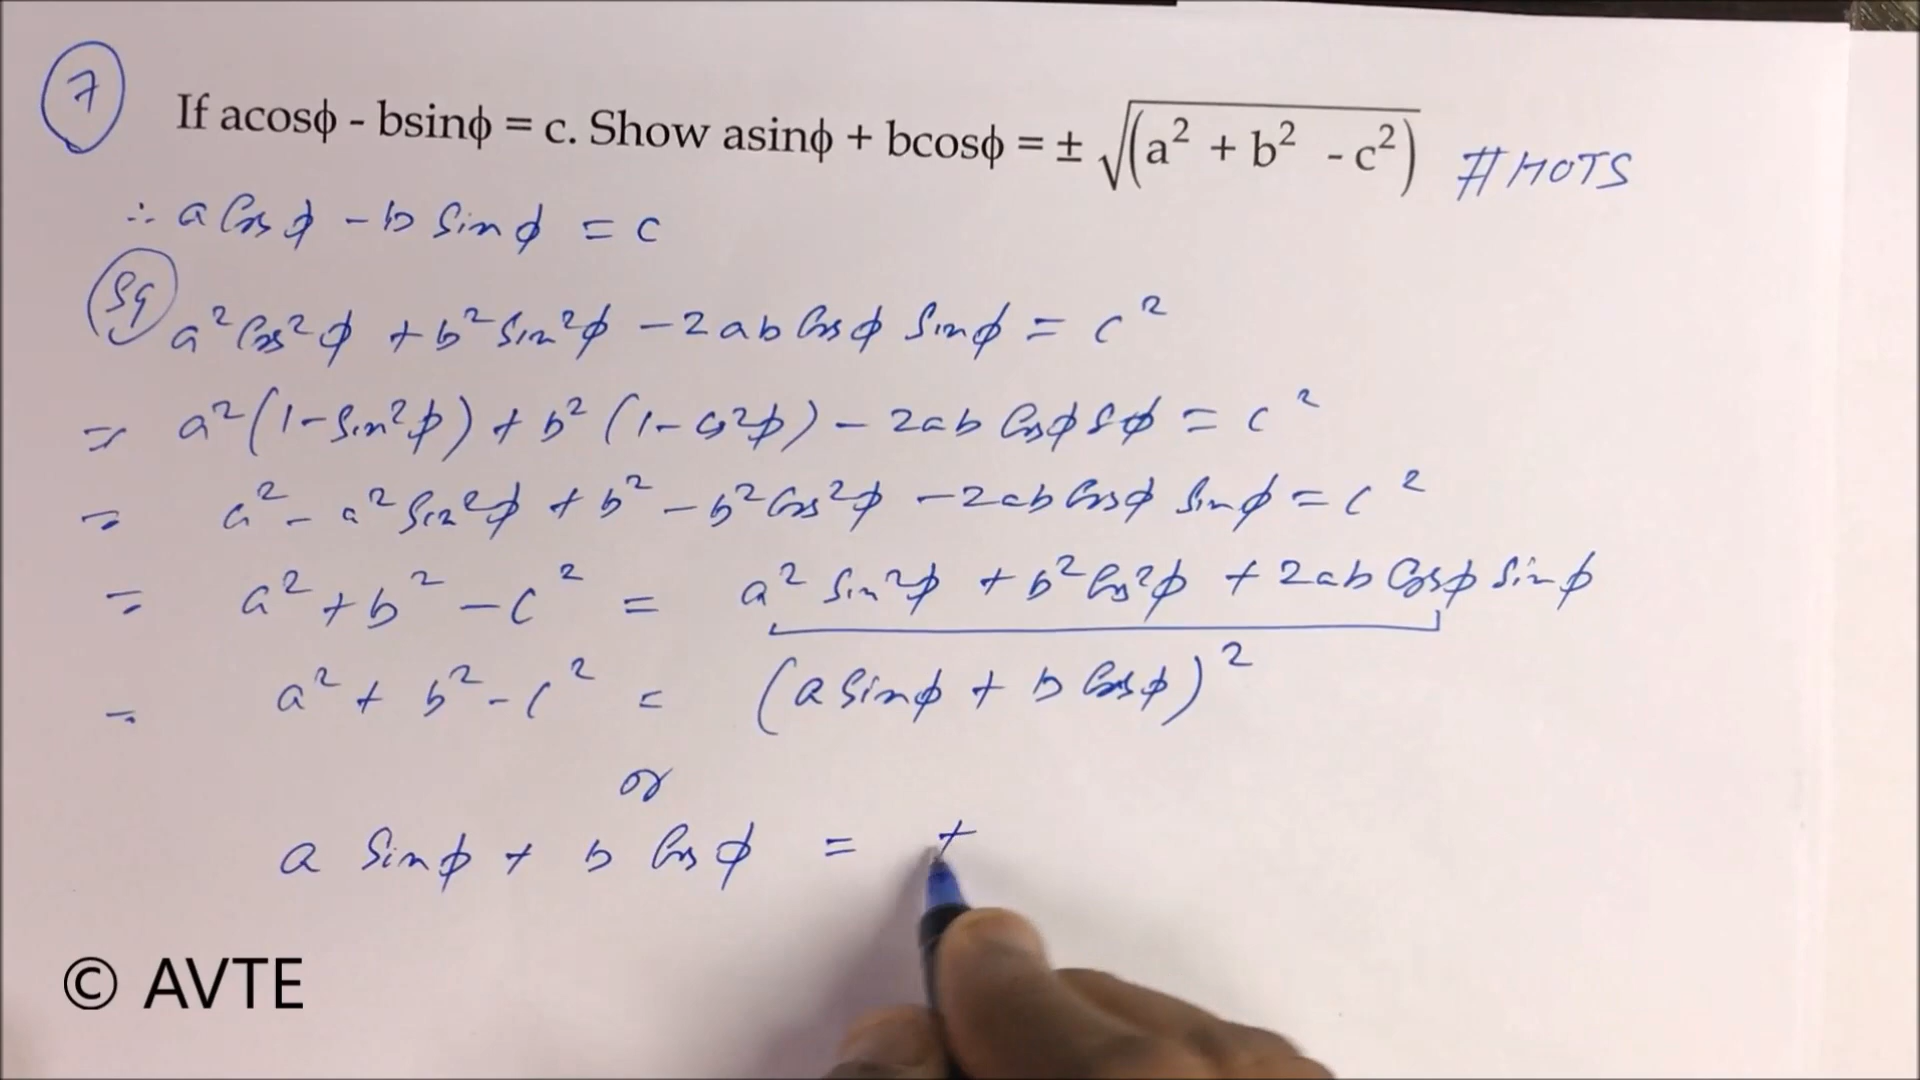 7 If acosϕ - bsinϕ = c. Show asinϕ + bcosϕ = ± √(a² + b² - c²) #HOTS
∴ a Cos ϕ - b Sin ϕ = c
Sq a² Cos² ϕ + b² Sin² ϕ - 2ab Cos ϕ Sin ϕ = c²
= a² (1 - Sin² ϕ) + b² (1 - Cs² ϕ) - 2ab Cos ϕ S ϕ = c²
= a² - a² Sin² ϕ + b² - b² Cos² ϕ - 2ab Cos ϕ Sin ϕ = c²
= a² + b² - c² = a² Sin² ϕ + b² Cos² ϕ + 2ab Cos ϕ Sin ϕ
= a² + b² - c² = (a Sin ϕ + b Cos ϕ)²
or
a Sin ϕ + b Cos ϕ = +
© AVTE